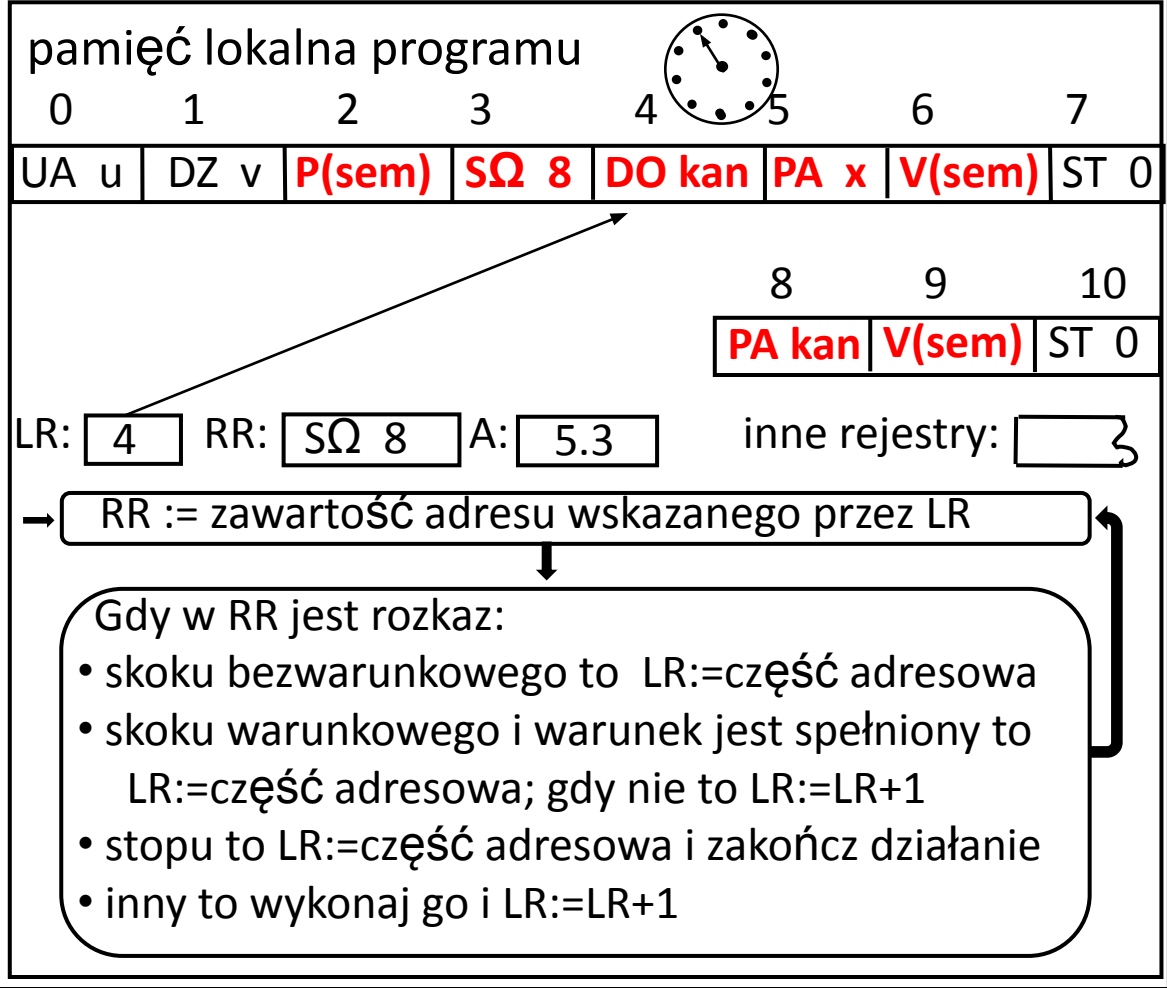 pamięć lokalna programu
0 1 2 3 4 5 6 7
UA u DZ v P(sem) SΩ 8 DO kan PA x V(sem) ST 0
8 9 10
PA kan V(sem) ST 0
LR: 4 RR: SΩ 8 A: 5.3 inne rejestry:
RR := zawartość adresu wskazanego przez LR
Gdy w RR jest rozkaz:
• skoku bezwarunkowego to LR:=część adresowa
• skoku warunkowego i warunek jest spełniony to
LR:=część adresowa; gdy nie to LR:=LR+1
• stopu to LR:=część adresowa i zakończ działanie
• inny to wykonaj go i LR:=LR+1